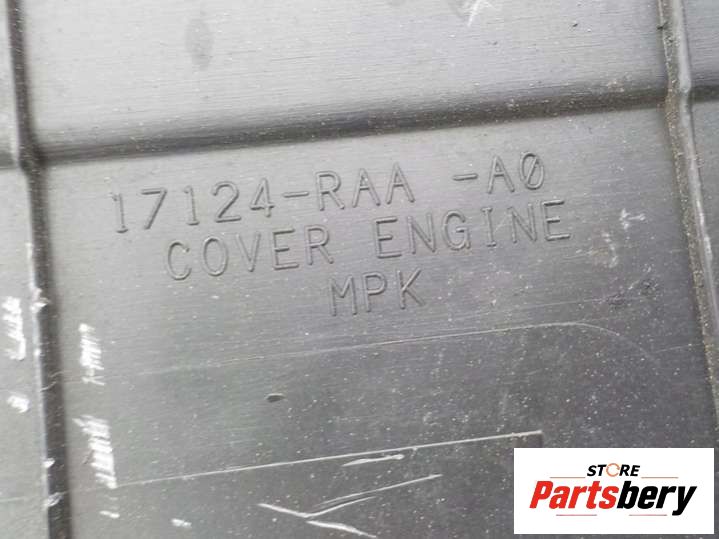 17124-RAA -A0
COVER ENGINE
MPK
STORE
Partsbery